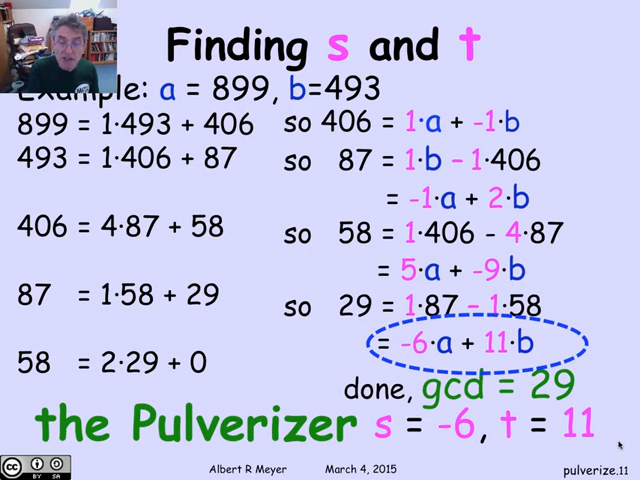 Finding s and t
Example: a = 899, b=493
899 = 1·493 + 406 so 406 = 1·a + -1·b
493 = 1·406 + 87 so 87 = 1·b – 1·406
= -1·a + 2·b
406 = 4·87 + 58 so 58 = 1·406 - 4·87
= 5·a + -9·b
87 = 1·58 + 29 so 29 = 1·87 – 1·58
= -6·a + 11·b
58 = 2·29 + 0
done, gcd = 29
the Pulverizer s = -6, t = 11
cc BY SA Albert R Meyer March 4, 2015 pulverize.11